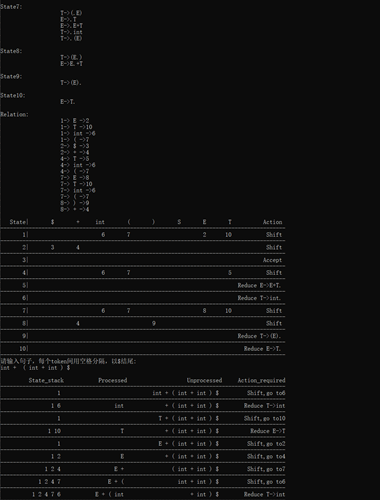 State7:
T->(.E)
E->.T
E->.E+T
T->.int
T->.(E)
State8:
T->(E.)
E->E.+T
State9:
T->(E).
State10:
E->T.
Relation:
1-> E ->2
1-> T ->10
1-> int ->6
1-> ( ->7
2-> $ ->3
2-> + ->4
4-> T ->5
4-> int ->6
4-> ( ->7
7-> E ->8
7-> T ->10
7-> int ->6
7-> ( ->7
8-> ) ->9
8-> + ->4
State| $ + int ( ) S E T Action
1| 6 7 2 10 Shift
2| 3 4 Shift
3| Accept
4| 6 7 5 Shift
5| Reduce E->E+T.
6| Reduce T->int.
7| 6 7 8 10 Shift
8| 4 9 Shift
9| Reduce T->(E).
10| Reduce E->T.
请输入句子，每个token间用空格分隔，以$结尾:
int + ( int + int ) $
State_stack Processed Unprocessed Action_required
1 int + ( int + int ) $ Shift,go to6
1 6 int + ( int + int ) $ Reduce T->int
1 T + ( int + int ) $ Shift,go to10
1 10 T + ( int + int ) $ Reduce E->T
1 E + ( int + int ) $ Shift,go to2
1 2 E + ( int + int ) $ Shift,go to4
1 2 4 E + ( int + int ) $ Shift,go to7
1 2 4 7 E + ( int + int ) $ Shift,go to6
1 2 4 7 6 E + ( int + int ) $ Reduce T->int